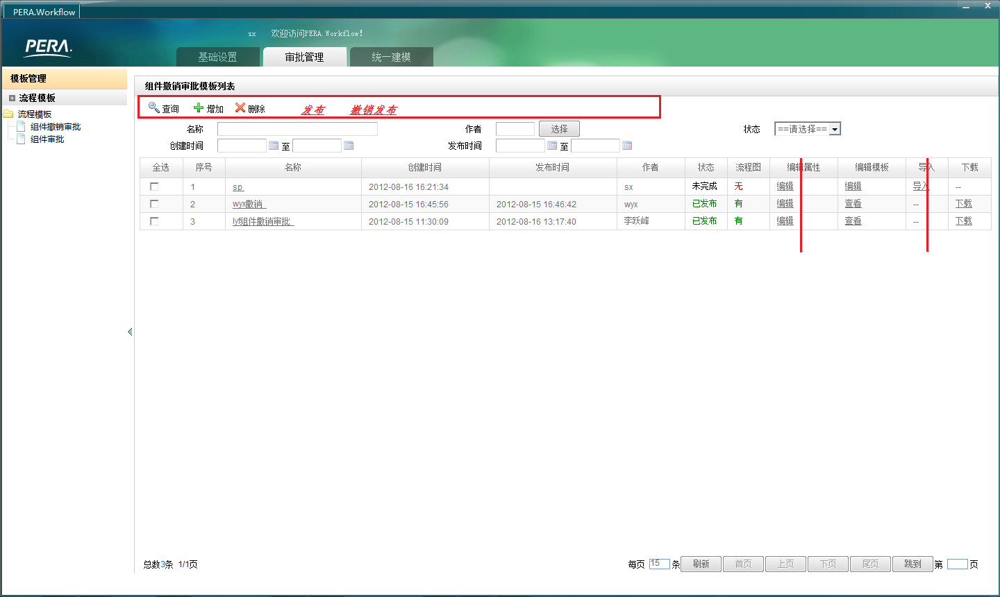 PERA.Workflow
sx 欢迎访问PERA.Workflow!
PERA.
基础设置 审批管理 统一建模
模板管理
流程模板
流程模板
组件撤销审批
组件审批
组件撤销审批模板列表
查询 增加 删除 发布 撤销发布
名称 作者 选择 状态 ==请选择==
创建时间 至 发布时间 至
全选 序号 名称 创建时间 发布时间 作者 状态 流程图 编辑属性 编辑模板 导入 下载
1 sp 2012-08-16 16:21:34 sx 未完成 无 编辑 编辑 导入 --
2 wyx撤销 2012-08-15 16:45:56 2012-08-15 16:46:42 wyx 已发布 有 编辑 查看 -- 下载
3 lyf组件撤销审批 2012-08-15 11:30:09 2012-08-16 13:17:40 李跃峰 已发布 有 编辑 查看 -- 下载
总数3条 1/1页 每页 15 条 刷新 首页 上页 下页 尾页 跳到 第 页